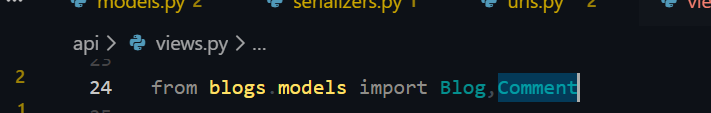 models.py 2 serializers.py 1 urls.py 2
api > views.py > ...
23
2
24 from blogs.models import Blog,Comment
1